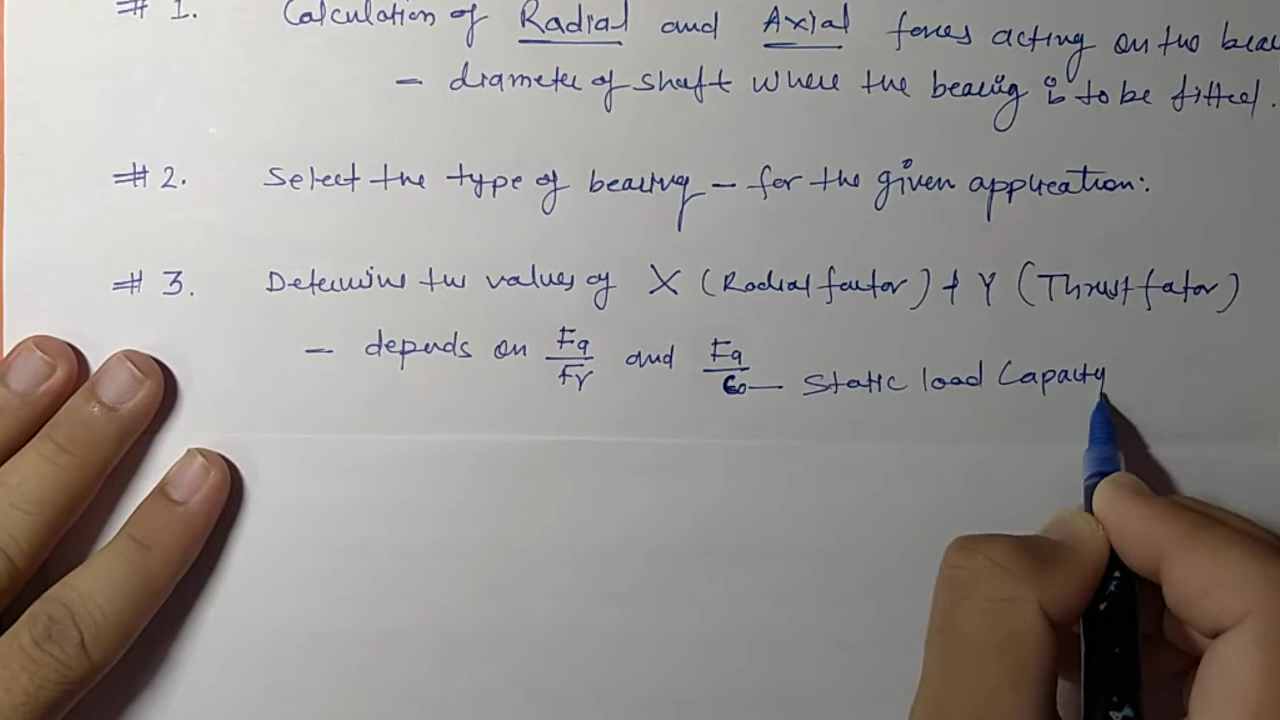 # 1. Calculation of Radial and Axial forces acting on the bea
- diameter of shaft where the bearing is to be fitted.
# 2. Select the type of bearing - for the given application:
# 3. Determine the values of X (Radial factor) & Y (Thrust fator)
- depends on Fa/Fr and Fa/C0 — Static load Capacity